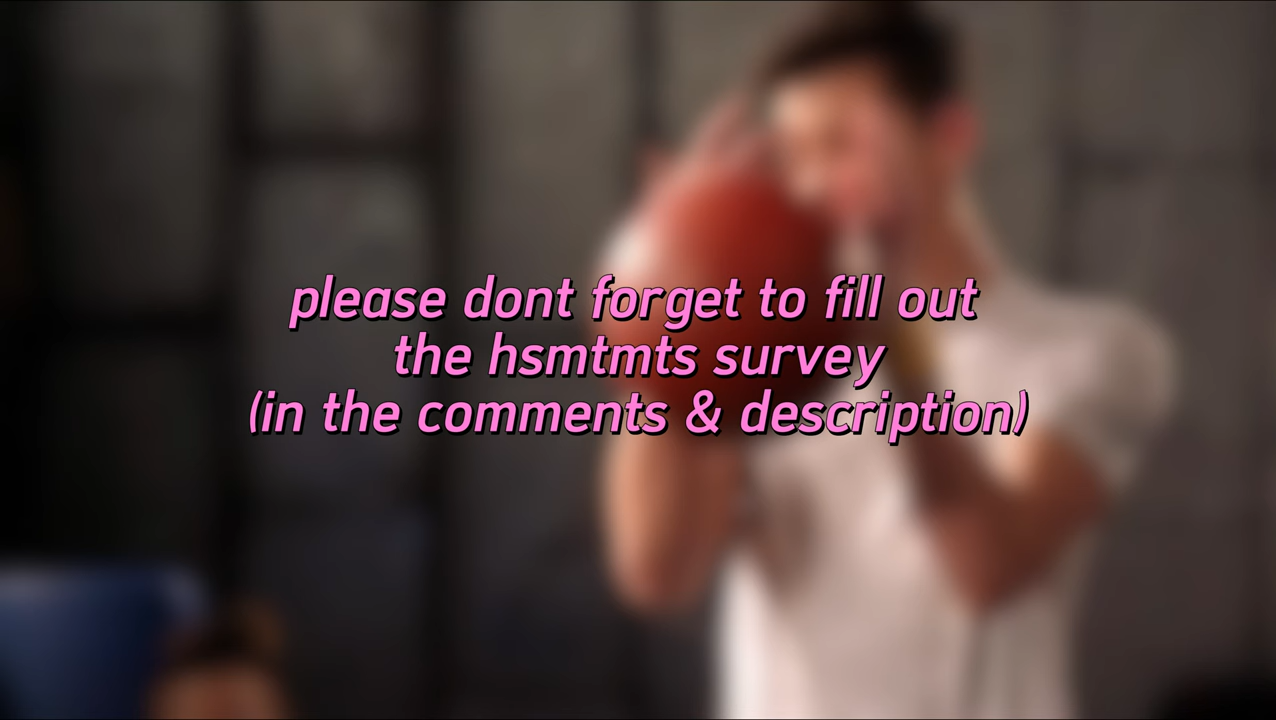 please dont forget to fill out
the hsmtmts survey
(in the comments & description)